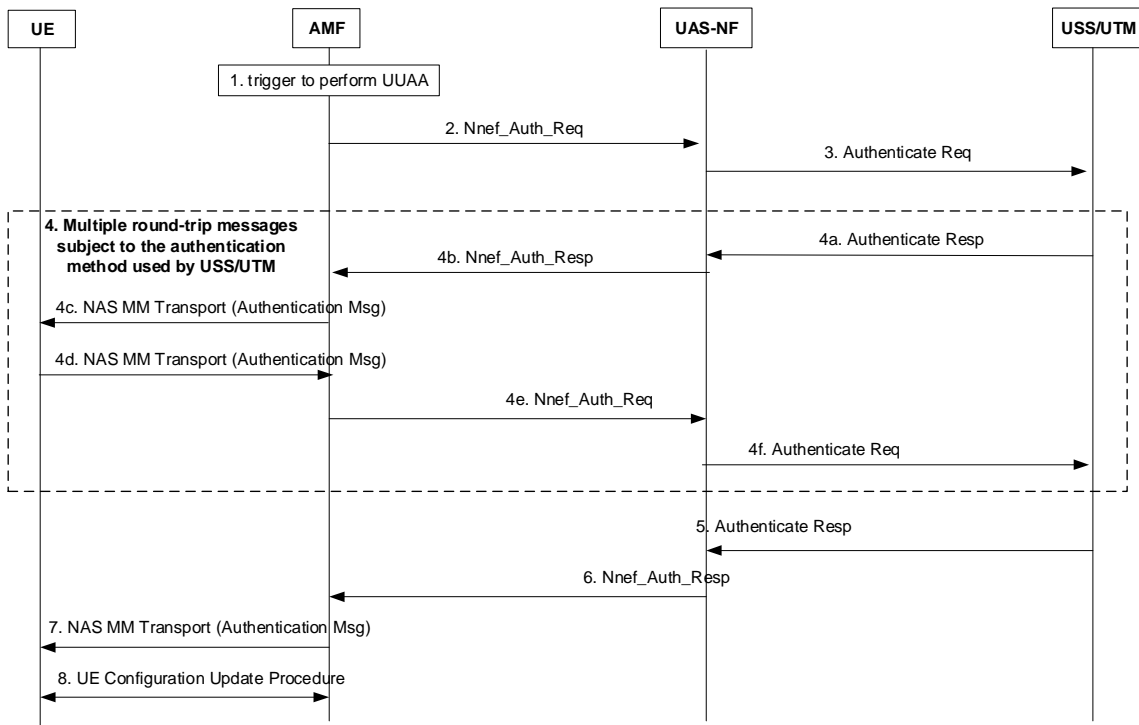 UE
AMF
UAS-NF
USS/UTM
1. trigger to perform UUAA
2. Nnef_Auth_Req
3. Authenticate Req
4. Multiple round-trip messages
subject to the authentication
method used by USS/UTM
4a. Authenticate Resp
4b. Nnef_Auth_Resp
4c. NAS MM Transport (Authentication Msg)
4d. NAS MM Transport (Authentication Msg)
4e. Nnef_Auth_Req
4f. Authenticate Req
5. Authenticate Resp
6. Nnef_Auth_Resp
7. NAS MM Transport (Authentication Msg)
8. UE Configuration Update Procedure